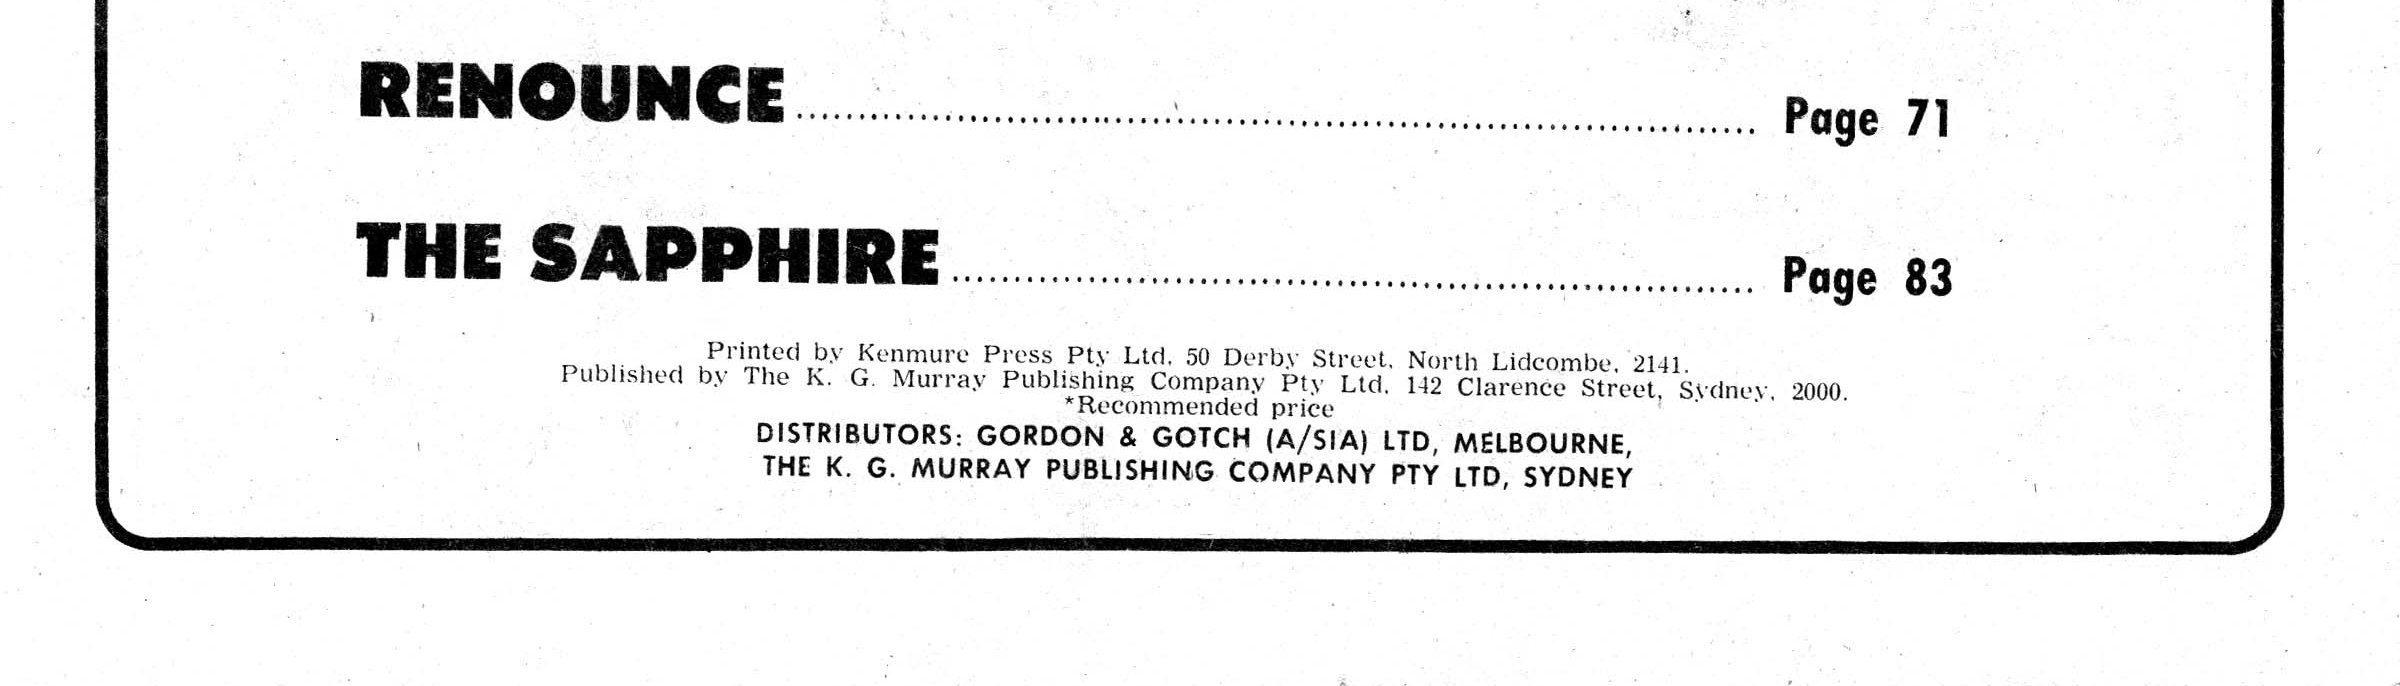 RENOUNCE........................................................................ Page 71
THE SAPPHIRE............................................................ Page 83
Printed by Kenmure Press Pty Ltd, 50 Derby Street, North Lidcombe, 2141.
Published by The K. G. Murray Publishing Company Pty Ltd, 142 Clarence Street, Sydney, 2000.
*Recommended price
DISTRIBUTORS: GORDON & GOTCH (A/SIA) LTD, MELBOURNE,
THE K. G. MURRAY PUBLISHING COMPANY PTY LTD, SYDNEY